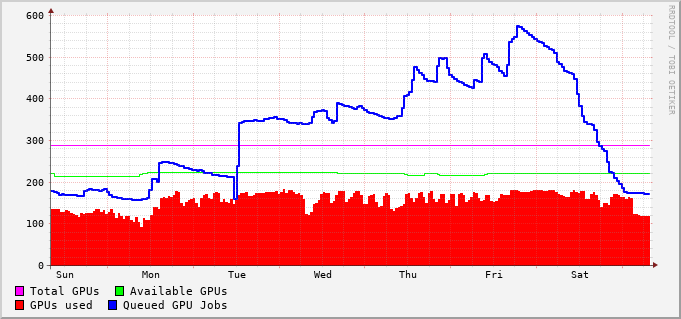 RRDTOOL / TOBI OETIKER
600
500
400
300
200
100
0
Sun Mon Tue Wed Thu Fri Sat
Total GPUs Available GPUs
GPUs used Queued GPU Jobs